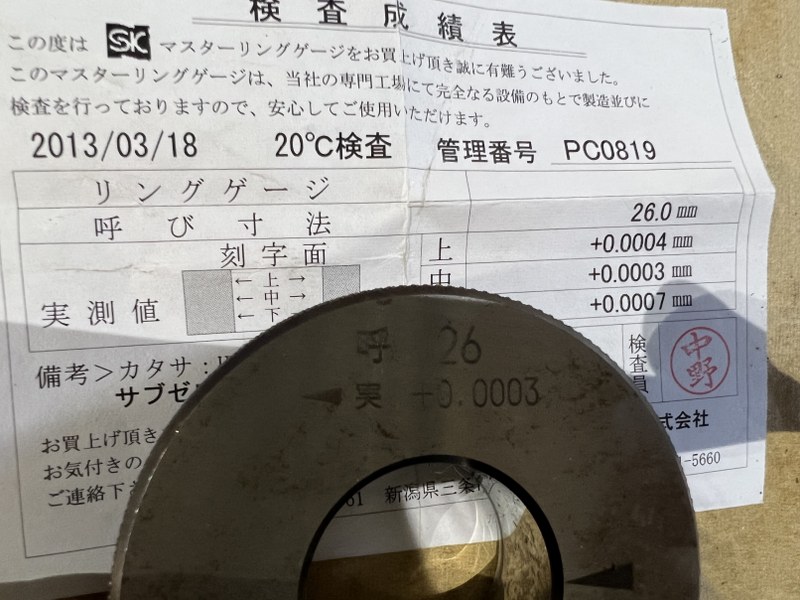 検査成績表
この度は SK マスターリングゲージをお買上げ頂き誠に有難うございました。
このマスターリングゲージは、当社の専門工場にて完全なる設備のもとで製造並びに
検査を行っておりますので、安心してご使用いただけます。
2013/03/18 20℃検査 管理番号 PC0819
リングゲージ
呼び寸法 26.0㎜
刻字面 上 +0.0004㎜
←上→ 中 +0.0003㎜
←中→ +0.0007㎜
←下
実測値
検査員 中野
備考>カタサ:
サブゼ
式会社
お買上げ頂き
お気付きの
-5660
ご連絡下
新潟県三条
呼 26
実 +0.0003